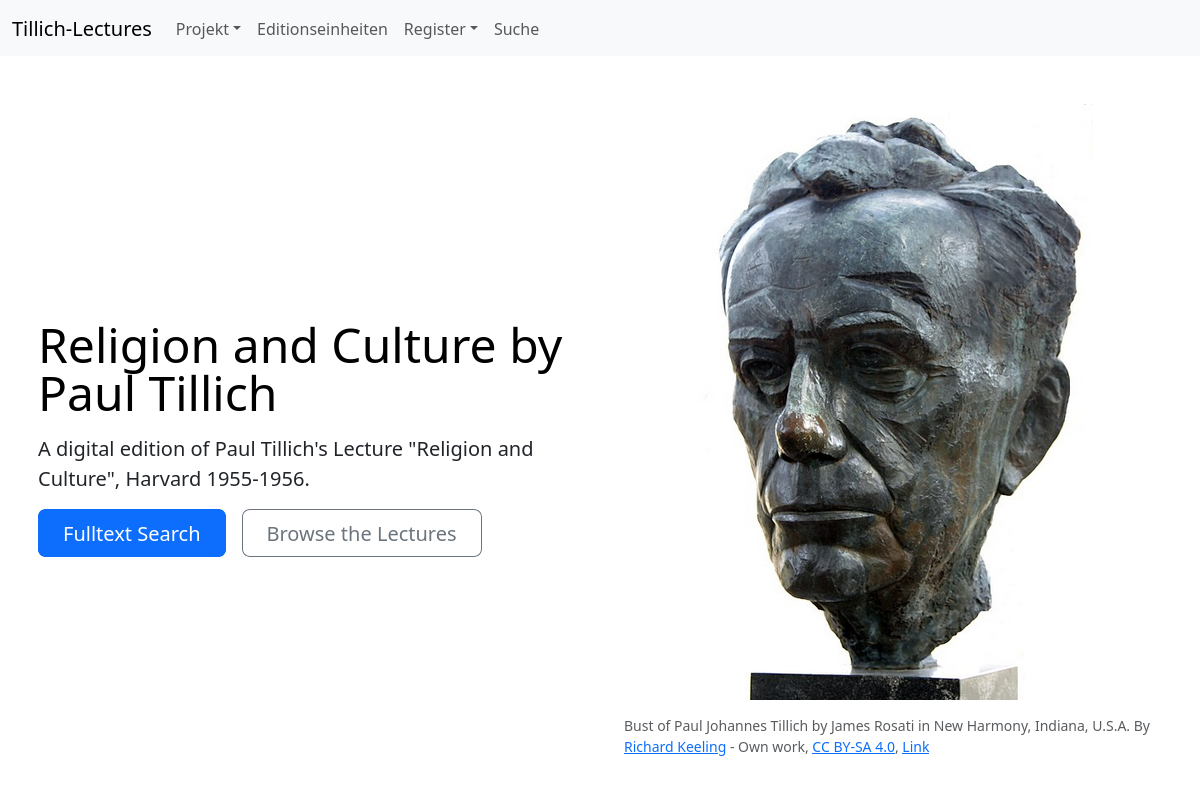 Tillich-Lectures Projekt Editionseinheiten Register Suche
Religion and Culture by
Paul Tillich
A digital edition of Paul Tillich's Lecture "Religion and
Culture", Harvard 1955-1956.
Fulltext Search Browse the Lectures
Bust of Paul Johannes Tillich by James Rosati in New Harmony, Indiana, U.S.A. By
Richard Keeling - Own work, CC BY-SA 4.0, Link